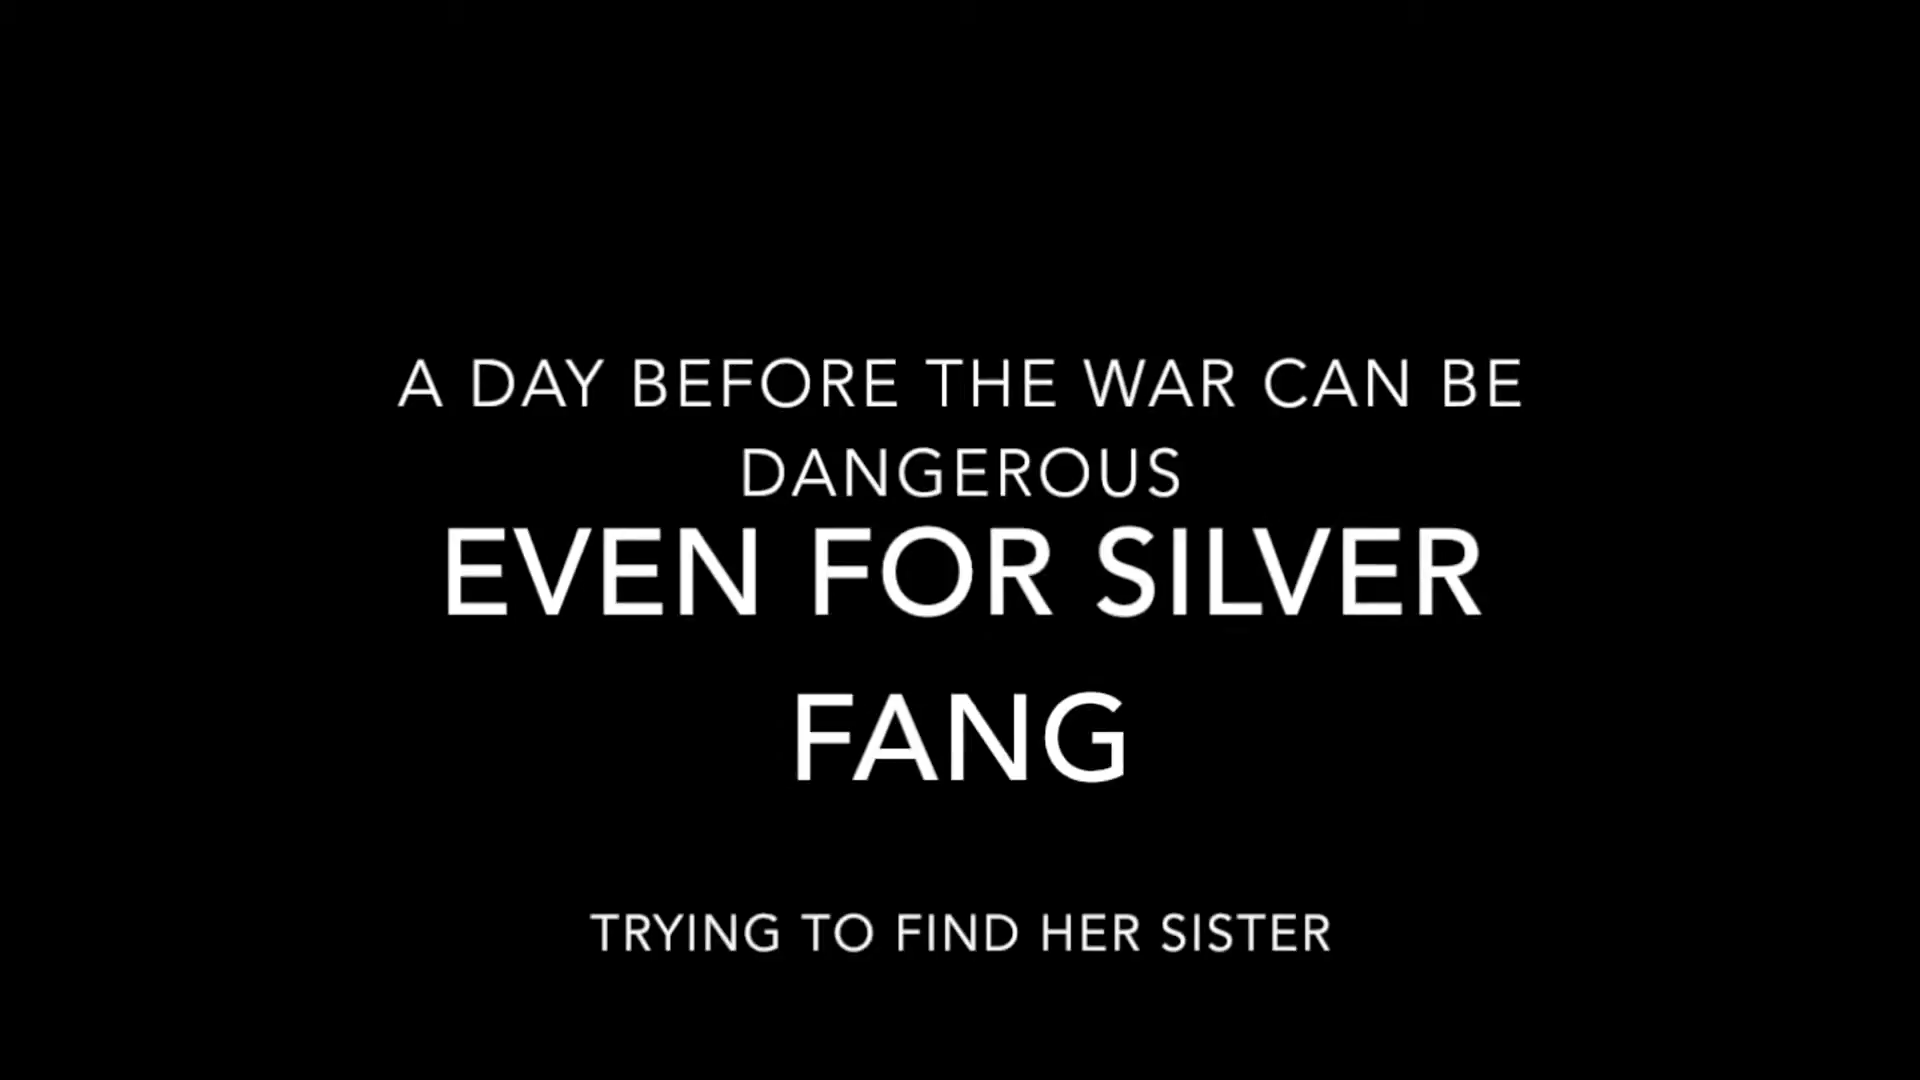 A DAY BEFORE THE WAR CAN BE
DANGEROUS
EVEN FOR SILVER
FANG
TRYING TO FIND HER SISTER